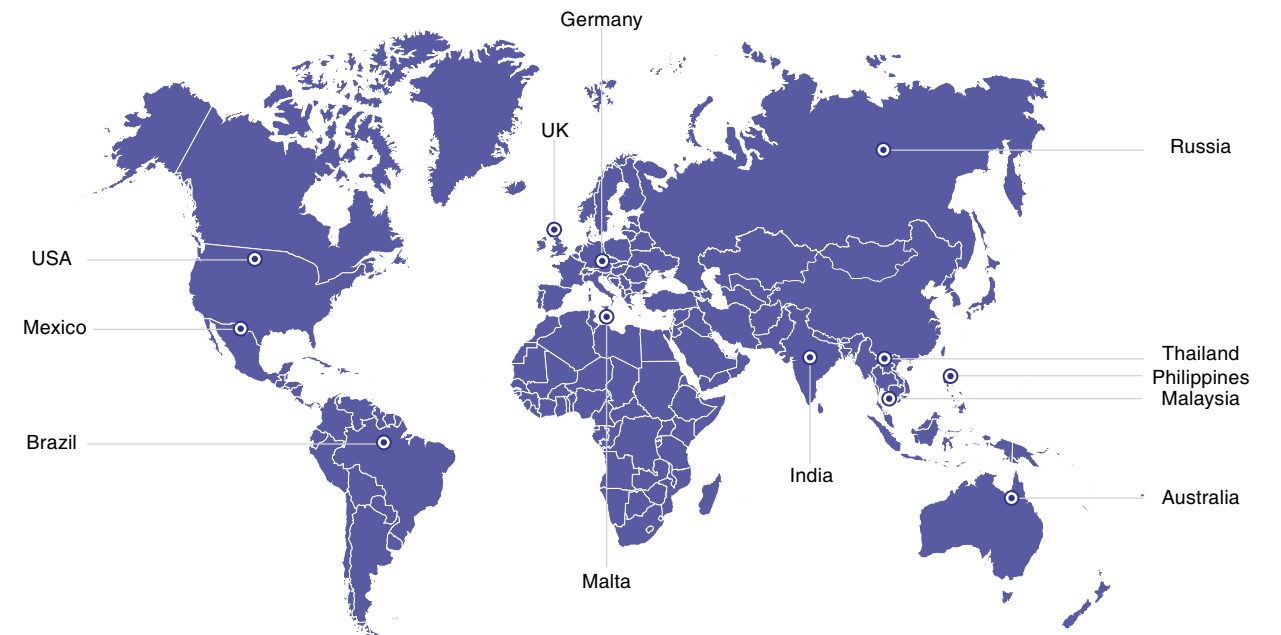 Germany
UK
Russia
USA
Mexico
Thailand
Philippines
Malaysia
Brazil
India
Australia
Malta